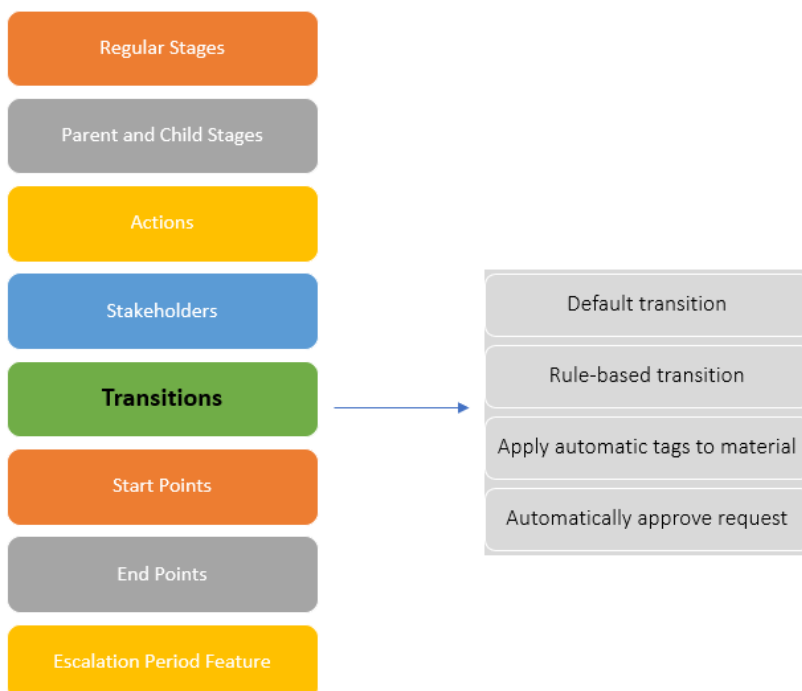 Regular Stages
Parent and Child Stages
Actions
Stakeholders
Transitions
Start Points
End Points
Escalation Period Feature
Default transition
Rule-based transition
Apply automatic tags to material
Automatically approve request